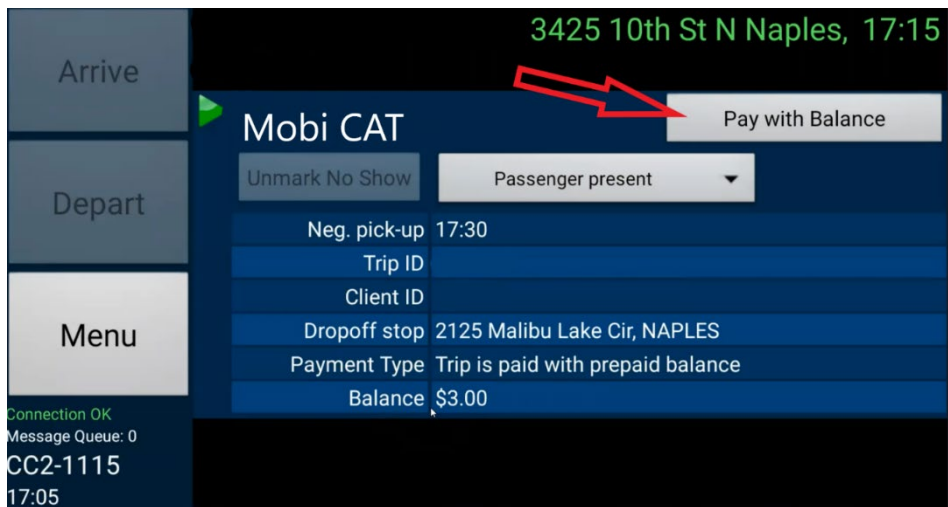 3425 10th St N Naples, 17:15
Arrive
Mobi CAT
Pay with Balance
Unmark No Show
Passenger present
Depart
Neg. pick-up 17:30
Trip ID
Client ID
Menu
Dropoff stop 2125 Malibu Lake Cir, NAPLES
Payment Type Trip is paid with prepaid balance
Balance $3.00
Connection OK
Message Queue: 0
CC2-1115
17:05